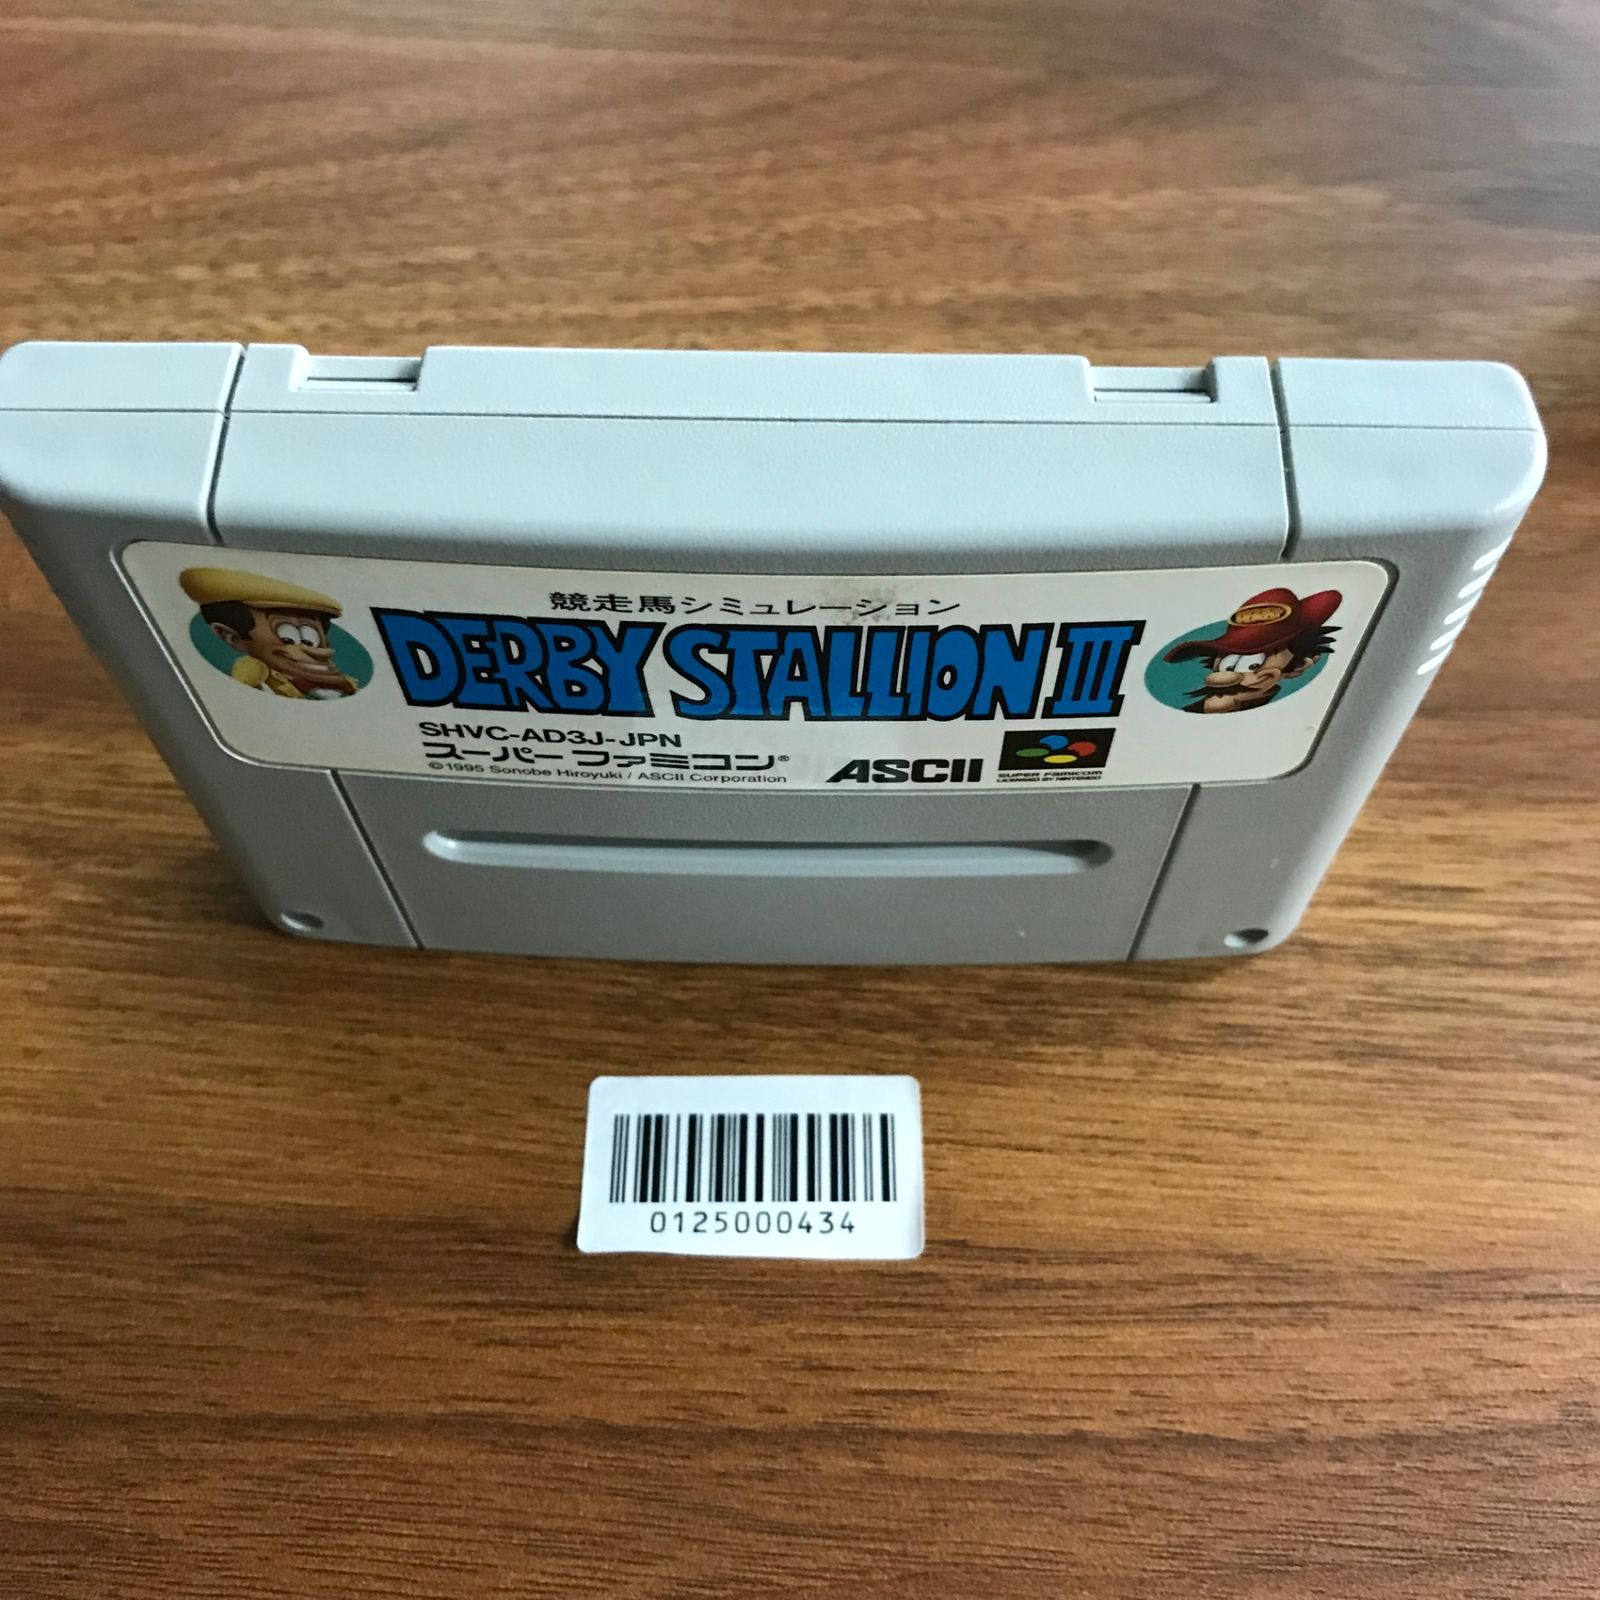 競走馬シミュレーション
DERBY STALLION III
SHVC-AD3J-JPN
スーパーファミコン®
© 1995 Sonobe Hiroyuki / ASCII Corporation
ASCII
SUPER FAMICOM
LICENSED BY NINTENDO
0125000434